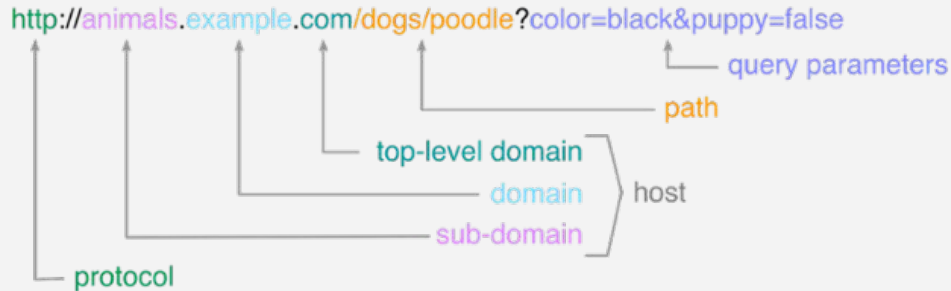 http://animals.example.com/dogs/poodle?color=black&puppy=false
query parameters
path
top-level domain
domain
host
sub-domain
protocol